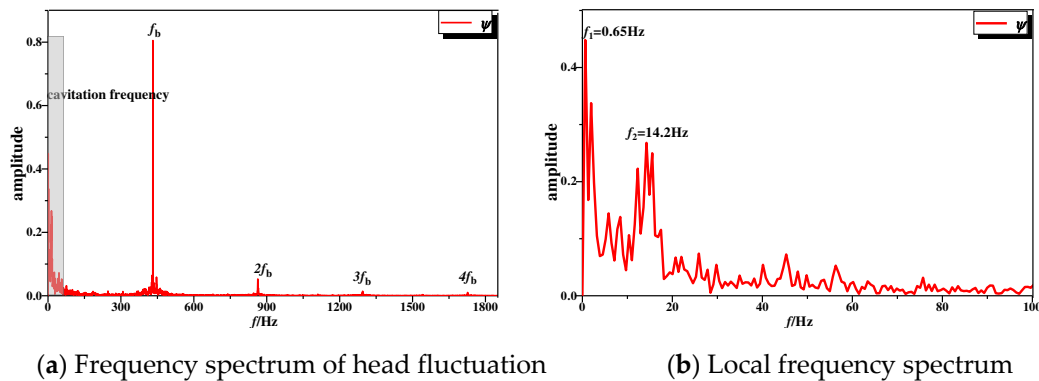 ψ
f_b
0.8
cavitation frequency
0.6
amplitude
0.4
0.2
2f_b
3f_b
4f_b
0.0
0 300 600 900 1200 1500 1800
f/Hz
(a) Frequency spectrum of head fluctuation
ψ
f₁=0.65Hz
0.4
f₂=14.2Hz
amplitude
0.2
0.0
0 20 40 60 80 100
f/Hz
(b) Local frequency spectrum